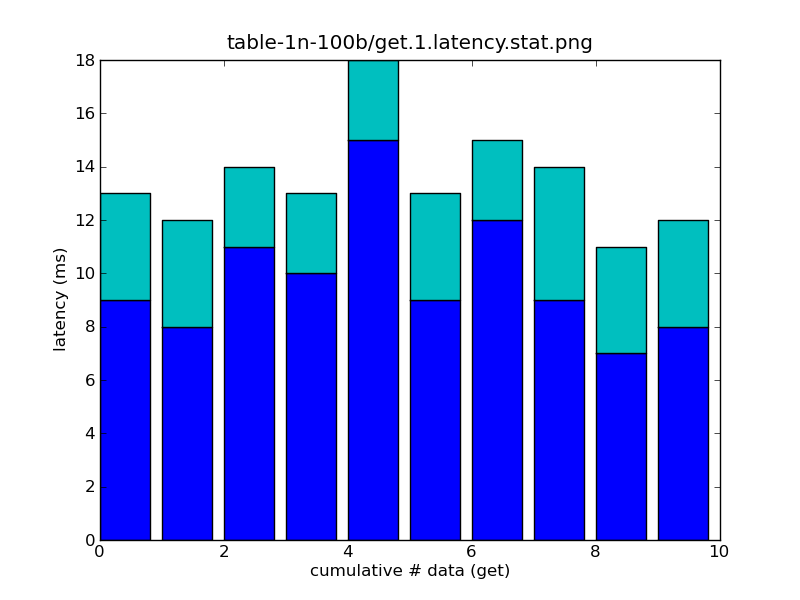 table-1n-100b/get.1.latency.stat.png
18
16
14
12
10
8
6
4
2
0
latency (ms)
0 2 4 6 8 10
cumulative # data (get)